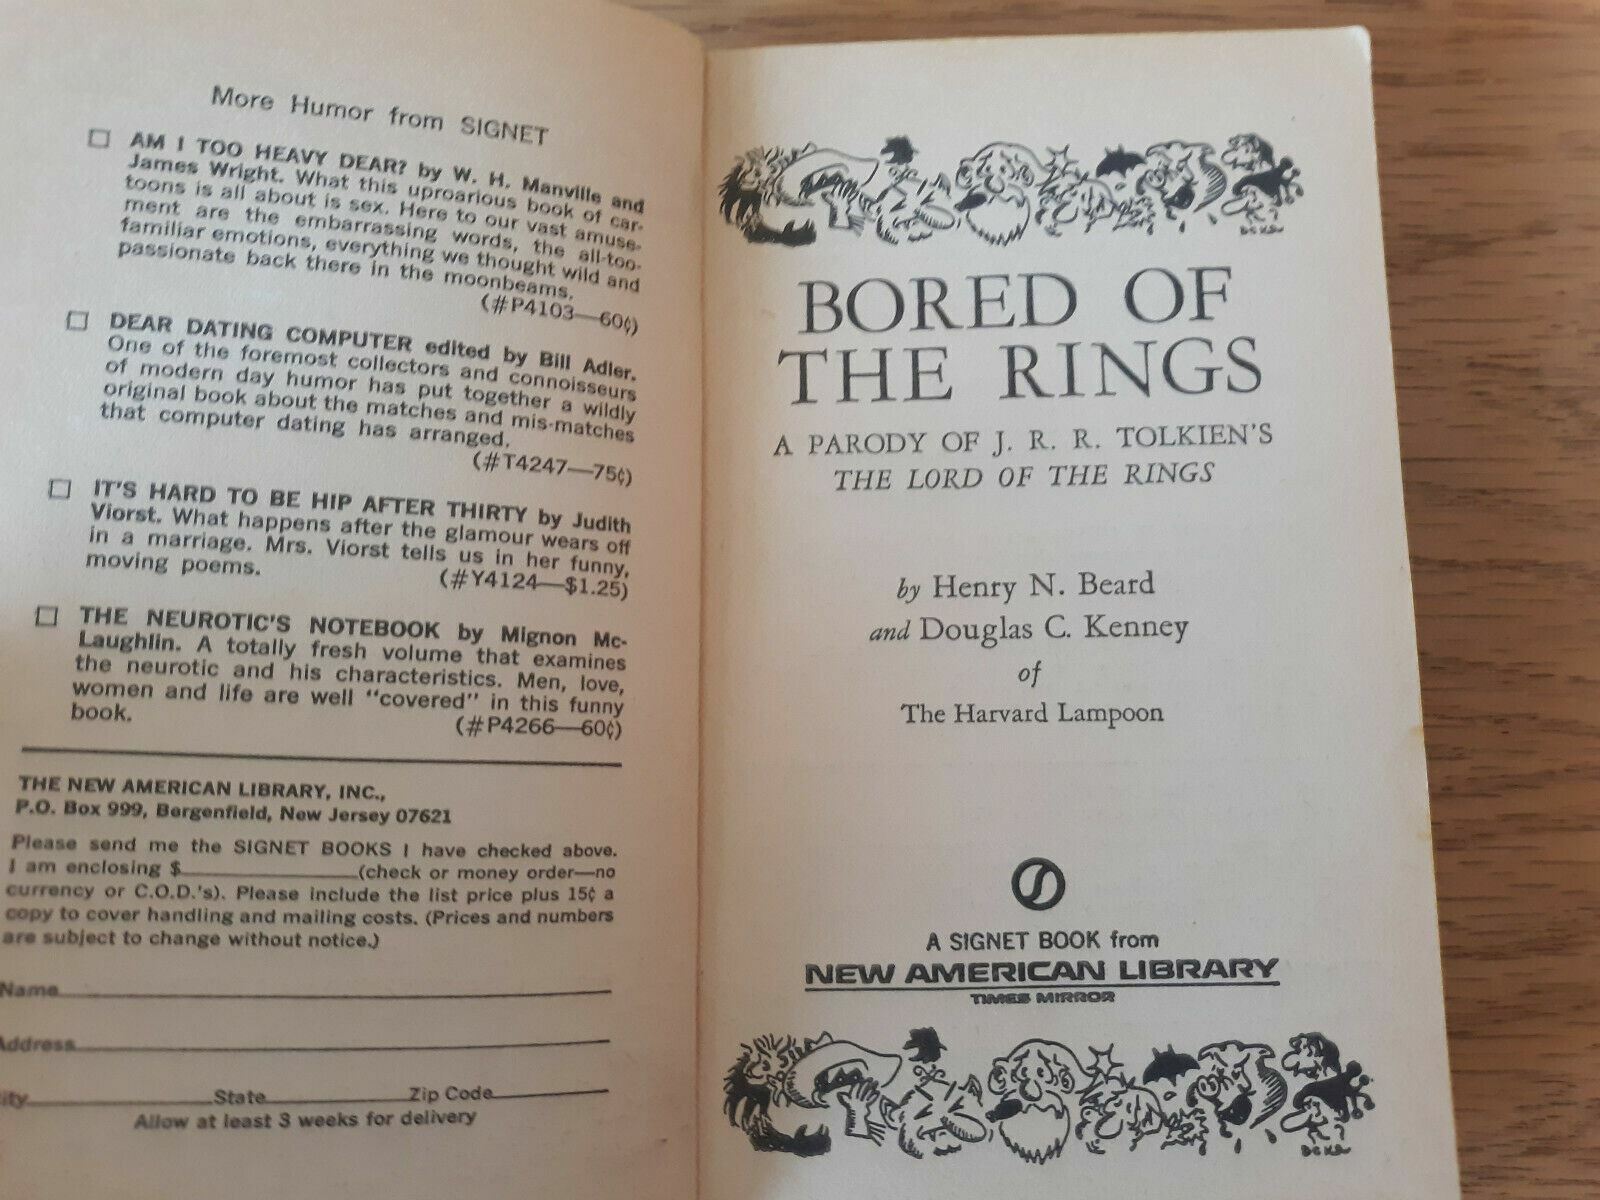 More Humor from SIGNET
AM I TOO HEAVY DEAR? by W. H. Manville and
James Wright. What this uproarious book of car-
toons is all about is sex. Here to our vast amuse-
ment are the embarrassing words, the all-too-
familiar emotions, everything we thought wild and
passionate back there in the moonbeams.
(#P4103—60¢)
DEAR DATING COMPUTER edited by Bill Adler.
One of the foremost collectors and connoisseurs
of modern day humor has put together a wildly
original book about the matches and mis-matches
that computer dating has arranged.
(#T4247—75¢)
IT'S HARD TO BE HIP AFTER THIRTY by Judith
Viorst. What happens after the glamour wears off
in a marriage. Mrs. Viorst tells us in her funny,
moving poems. (#Y4124—$1.25)
THE NEUROTIC'S NOTEBOOK by Mignon Mc-
Laughlin. A totally fresh volume that examines
the neurotic and his characteristics. Men, love,
women and life are well "covered" in this funny
book. (#P4266—60¢)
THE NEW AMERICAN LIBRARY, INC.,
P.O. Box 999, Bergenfield, New Jersey 07621
Please send me the SIGNET BOOKS I have checked above.
I am enclosing $____________(check or money order—no
currency or C.O.D.'s). Please include the list price plus 15¢ a
copy to cover handling and mailing costs. (Prices and numbers
are subject to change without notice.)
Name
Address
ity State Zip Code
Allow at least 3 weeks for delivery
BORED OF
THE RINGS
A PARODY OF J. R. R. TOLKIEN'S
THE LORD OF THE RINGS
by Henry N. Beard
and Douglas C. Kenney
of
The Harvard Lampoon
A SIGNET BOOK from
NEW AMERICAN LIBRARY
TIMES MIRROR